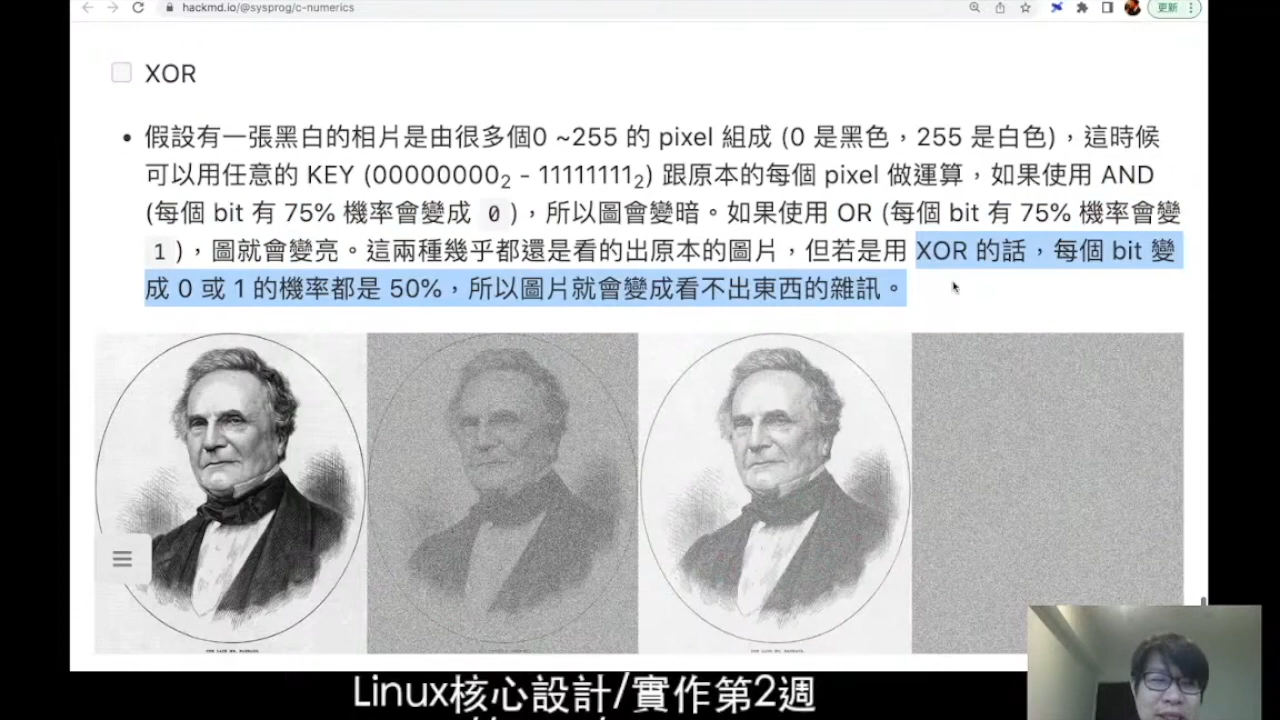 hackmd.io/@sysprog/c-numerics
更新
XOR
假設有一張黑白的相片是由很多個0 ~255 的 pixel 組成 (0 是黑色，255 是白色)，這時候
可以用任意的 KEY (00000000₂ - 11111111₂) 跟原本的每個 pixel 做運算，如果使用 AND
(每個 bit 有 75% 機率會變成 0 )，所以圖會變暗。如果使用 OR (每個 bit 有 75% 機率會變
1 )，圖就會變亮。這兩種幾乎都還是看的出原本的圖片，但若是用 XOR 的話，每個 bit 變
成 0 或 1 的機率都是 50%，所以圖片就會變成看不出東西的雜訊。
THE LATE MR. BABBAGE.
Linux核心設計/實作第2週